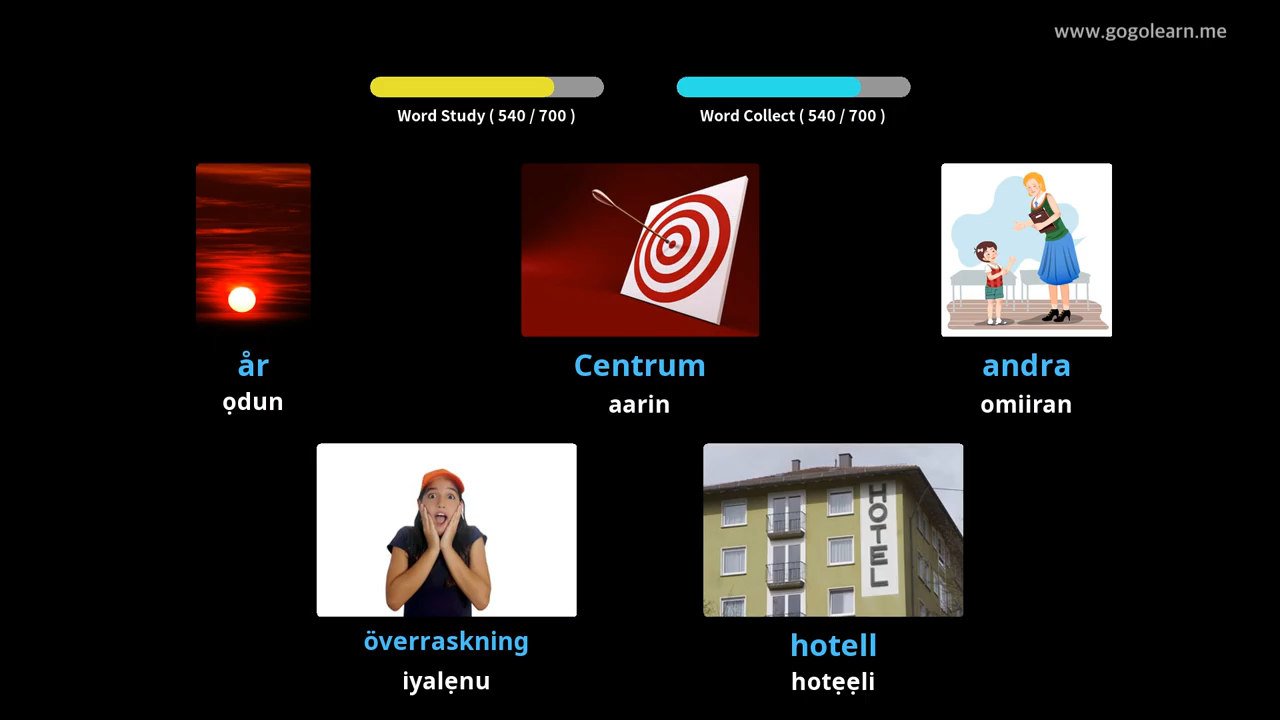 www.gogolearn.me
Word Study ( 540 / 700 )
Word Collect ( 540 / 700 )
år
ọdun
Centrum
aarin
andra
omiiran
HOTEL
överraskning
iyalẹnu
hotell
hotẹẹli